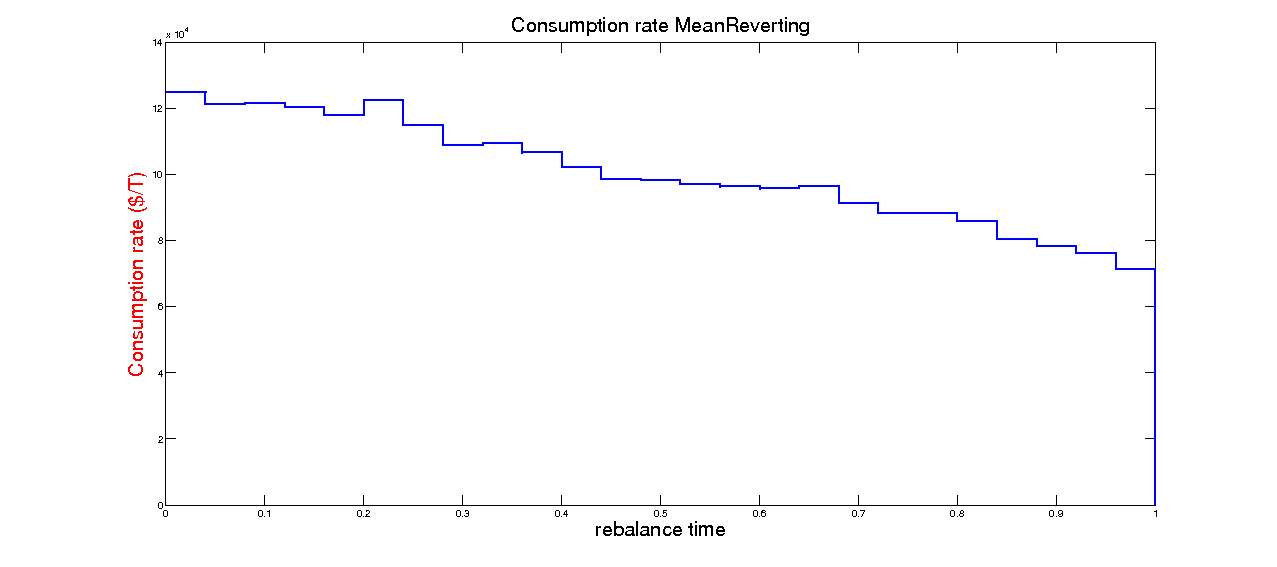 Consumption rate MeanReverting
x 10^4
14
12
10
8
6
4
2
0
Consumption rate ($/T)
0 0.1 0.2 0.3 0.4 0.5 0.6 0.7 0.8 0.9 1
rebalance time